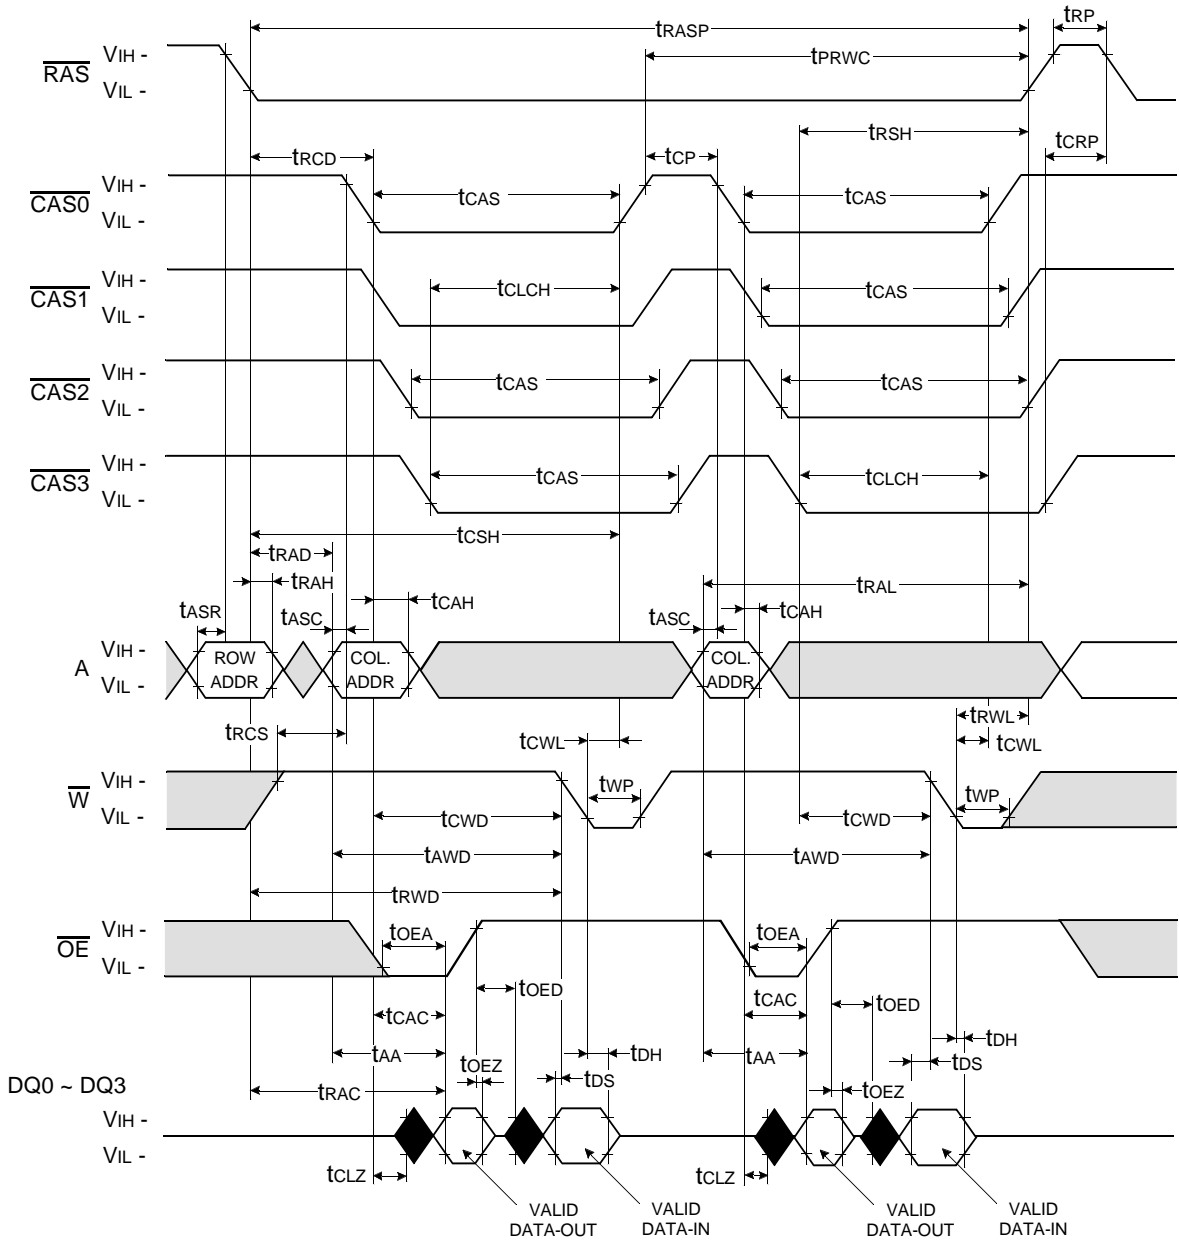 tRASP
tRP
tPRWC
RAS
VIH -
VIL -
tRSH
tCRP
tRCD
tCP
CAS0
VIH -
VIL -
tCAS
tCAS
CAS1
VIH -
VIL -
tCLCH
tCAS
CAS2
VIH -
VIL -
tCAS
tCAS
CAS3
VIH -
VIL -
tCAS
tCLCH
tCSH
tRAD
tRAH
tRAL
tASR
tASC
tCAH
tASC
tCAH
A
VIH -
VIL -
ROW
ADDR
COL.
ADDR
COL.
ADDR
tRCS
tRWL
tCWL
tCWL
W
VIH -
VIL -
tWP
tWP
tCWD
tCWD
tAWD
tAWD
tRWD
OE
VIH -
VIL -
tOEA
tOEA
tOED
tOED
tCAC
tCAC
tAA
tDH
tAA
tDH
tOEZ
tDS
tOEZ
tDS
tRAC
DQ0 ~ DQ3
VIH -
VIL -
tCLZ
tCLZ
VALID
DATA-OUT
VALID
DATA-IN
VALID
DATA-OUT
VALID
DATA-IN